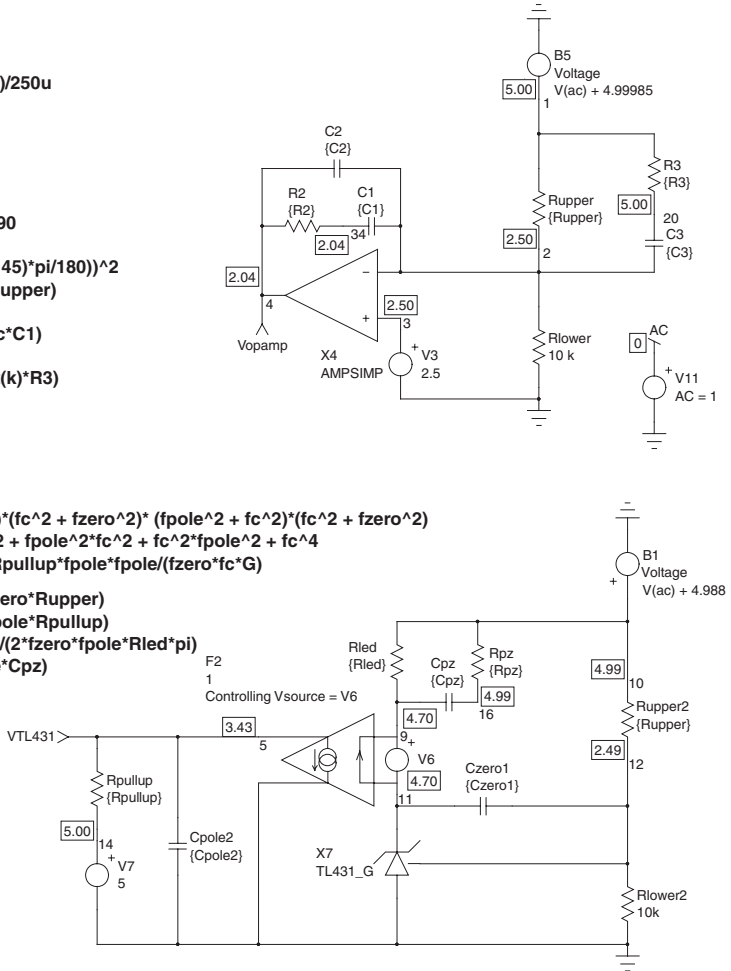 )/250u
90
45)*pi/180))^2
upper)
c*C1)
(k)*R3)
B5
Voltage
V(ac) + 4.99985
5.00
1
C2
{C2}
R2
{R2}
C1
{C1}
34
2.04
R3
{R3}
5.00
20
C3
{C3}
Rupper
{Rupper}
2.50
2
2.04
4
Vopamp
2.50
3
X4
AMPSIMP
V3
2.5
+
−
+
Rlower
10 k
0
AC
+
V11
AC = 1
)*(fc^2 + fzero^2)* (fpole^2 + fc^2)*(fc^2 + fzero^2)
2 + fpole^2*fc^2 + fc^2*fpole^2 + fc^4
Rpullup*fpole*fpole/(fzero*fc*G)
ero*Rupper)
pole*Rpullup)
/(2*fzero*fpole*Rled*pi)
e*Cpz)
B1
Voltage
V(ac) + 4.988
+
Rled
{Rled}
Cpz
{Cpz}
Rpz
{Rpz}
4.99
16
4.99
10
Rupper2
{Rupper}
2.49
12
F2
1
Controlling Vsource = V6
VTL431
3.43
5
4.70
9
+
V6
4.70
11
Czero1
{Czero1}
Rpullup
{Rpullup}
5.00
14
+
V7
5
Cpole2
{Cpole2}
X7
TL431_G
Rlower2
10k